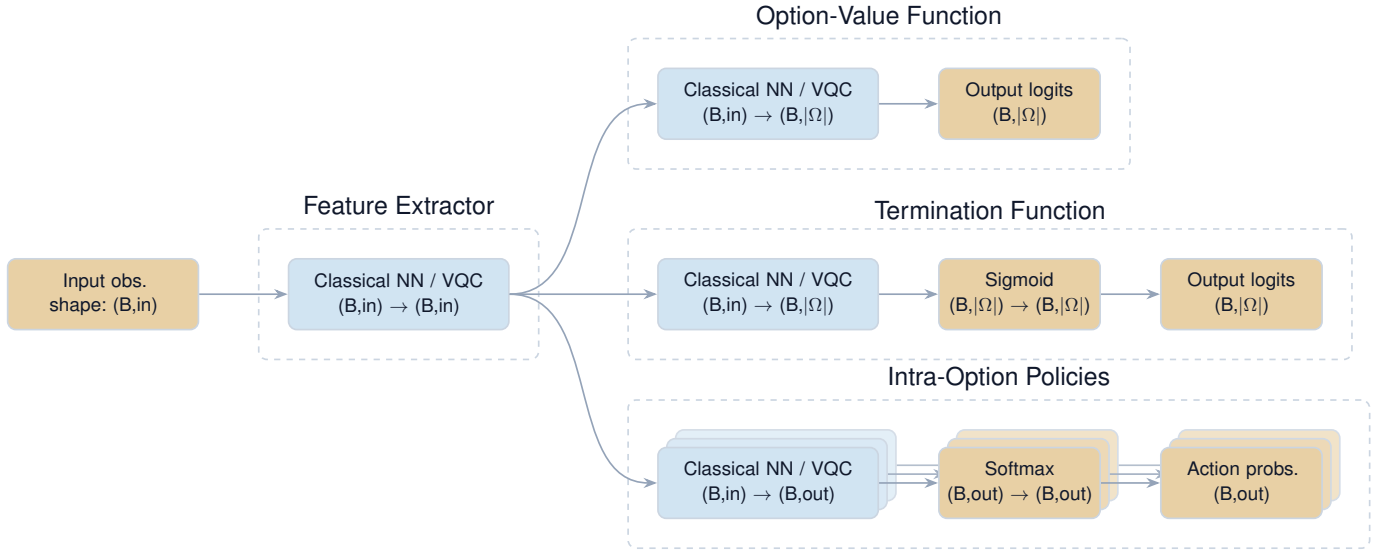 Option-Value Function
Classical NN / VQC
(B,in) → (B,|Ω|)
Output logits
(B,|Ω|)
Feature Extractor
Input obs.
shape: (B,in)
Classical NN / VQC
(B,in) → (B,in)
Termination Function
Classical NN / VQC
(B,in) → (B,|Ω|)
Sigmoid
(B,|Ω|) → (B,|Ω|)
Output logits
(B,|Ω|)
Intra-Option Policies
Classical NN / VQC
(B,in) → (B,out)
Softmax
(B,out) → (B,out)
Action probs.
(B,out)